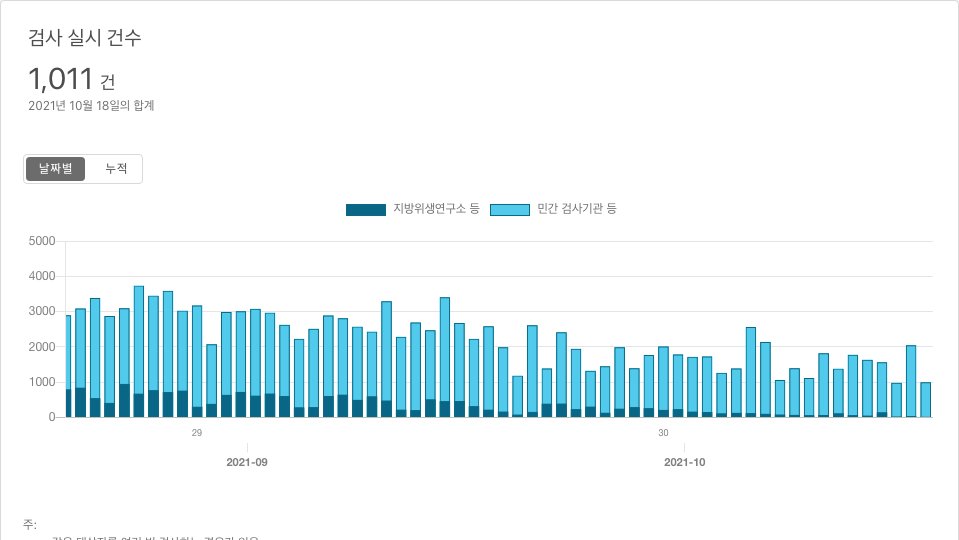 검사 실시 건수
1,011 건
2021년 10월 18일의 합계
날짜별 누적
지방위생연구소 등 민간 검사기관 등
5000
4000
3000
2000
1000
0
29 30
2021-09 2021-10
주: